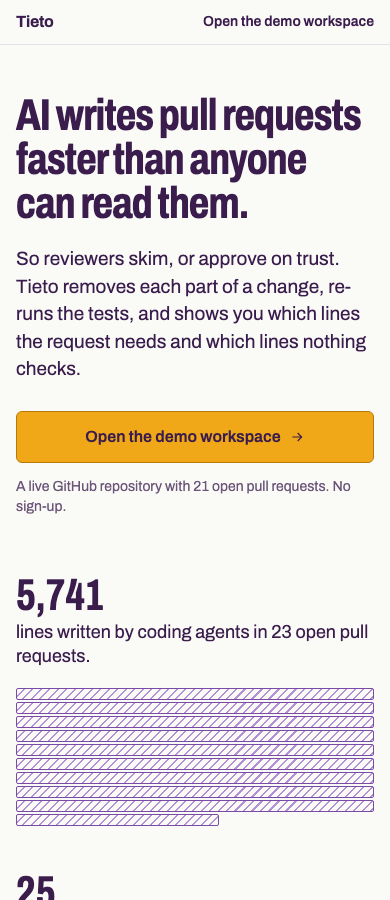 Tieto
Open the demo workspace
AI writes pull requests
faster than anyone
can read them.
So reviewers skim, or approve on trust.
Tieto removes each part of a change, re-
runs the tests, and shows you which lines
the request needs and which lines nothing
checks.
Open the demo workspace →
A live GitHub repository with 21 open pull requests. No
sign-up.
5,741
lines written by coding agents in 23 open pull
requests.
25